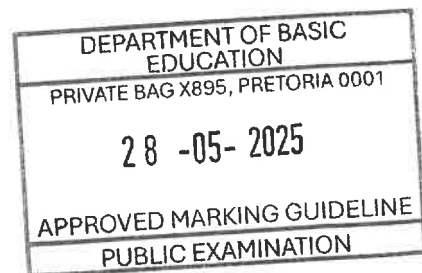 DEPARTMENT OF BASIC
EDUCATION
PRIVATE BAG X895, PRETORIA 0001
28 -05- 2025
APPROVED MARKING GUIDELINE
PUBLIC EXAMINATION